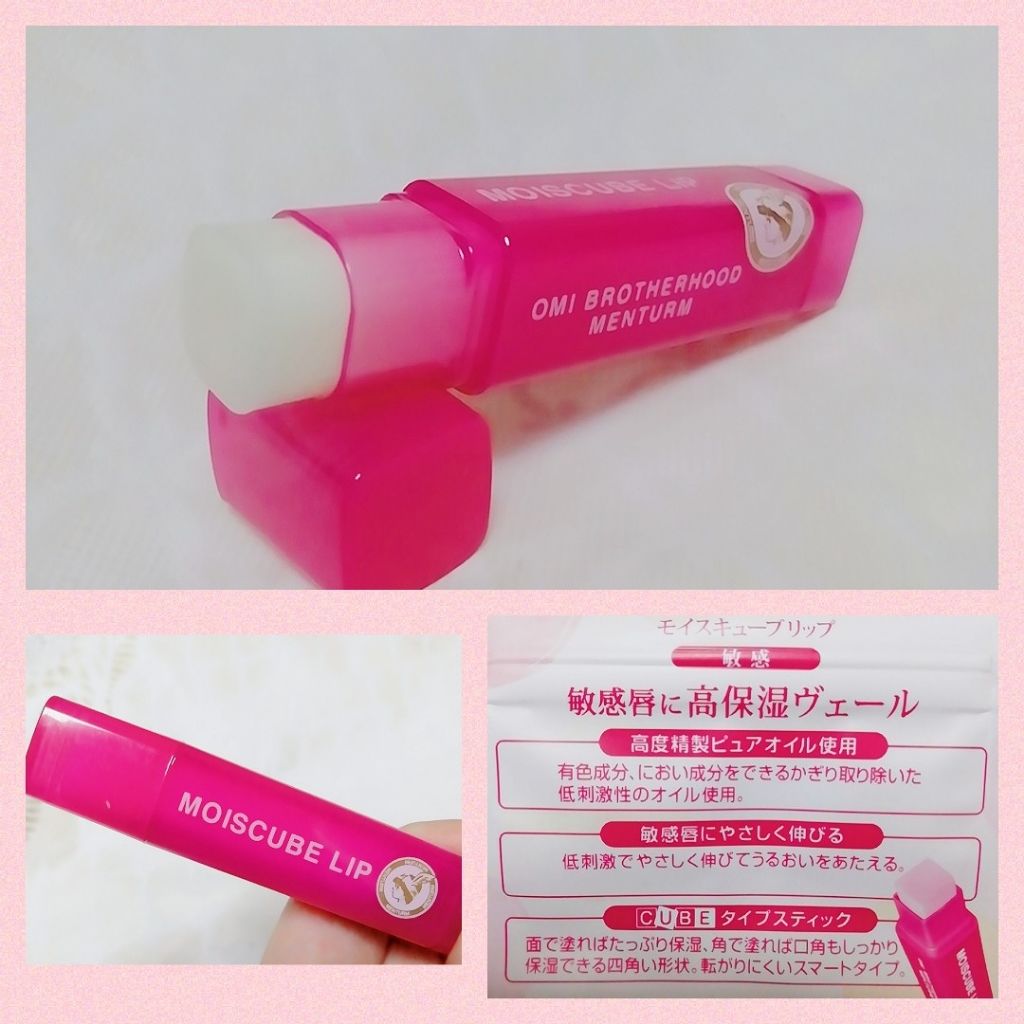 MOISCUBE LIP
OMI BROTHERHOOD
MENTURM
MOISCUBE LIP
MENTURM
モイスキューブリップ
敏感
敏感唇に高保湿ヴェール
高度精製ピュアオイル使用
有色成分、におい成分をできるかぎり取り除いた
低刺激性のオイル使用。
敏感唇にやさしく伸びる
低刺激でやさしく伸びてうるおいをあたえる。
CUBEタイプスティック
面で塗ればたっぷり保湿、角で塗れば口角もしっかり
保湿できる四角い形状。転がりにくいスマートタイプ。
MOISCUBE L